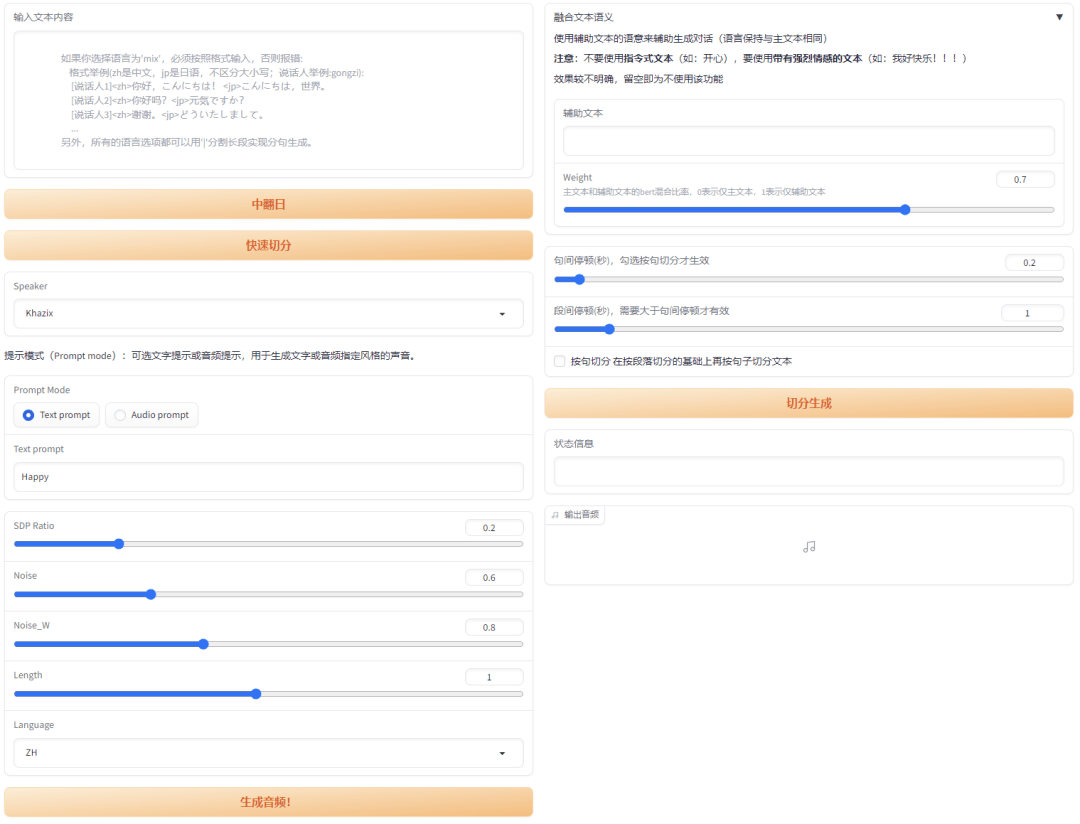 输入文本内容
如果你选择语言为'mix'，必须按照格式输入，否则报错:
格式举例(zh是中文，jp是日语，不区分大小写；说话人举例:gongzi):
[说话人1]<zh>你好，こんにちは！ <jp>こんにちは，世界。
[说话人2]<zh>你好吗？<jp>元気ですか？
[说话人3]<zh>谢谢。<jp>どういたしまして。
...
另外，所有的语言选项都可以用'|'分割长段实现分句生成。
中翻日
快速切分
Speaker
Khazix
提示模式（Prompt mode）：可选文字提示或音频提示，用于生成文字或音频指定风格的声音。
Prompt Mode
Text prompt
Audio prompt
Text prompt
Happy
SDP Ratio
0.2
Noise
0.6
Noise_W
0.8
Length
1
Language
ZH
生成音频！
融合文本语义
使用辅助文本的语意来辅助生成对话（语言保持与主文本相同）
注意：不要使用指令式文本（如：开心），要使用带有强烈情感的文本（如：我好快乐！！！）
效果较不明确，留空即为不使用该功能
辅助文本
Weight
0.7
主文本和辅助文本的bert混合比率，0表示仅主文本，1表示仅辅助文本
句间停顿(秒)，勾选按句切分才生效
0.2
段间停顿(秒)，需要大于句间停顿才有效
1
按句切分 在按段落切分的基础上再按句子切分文本
切分生成
状态信息
输出音频